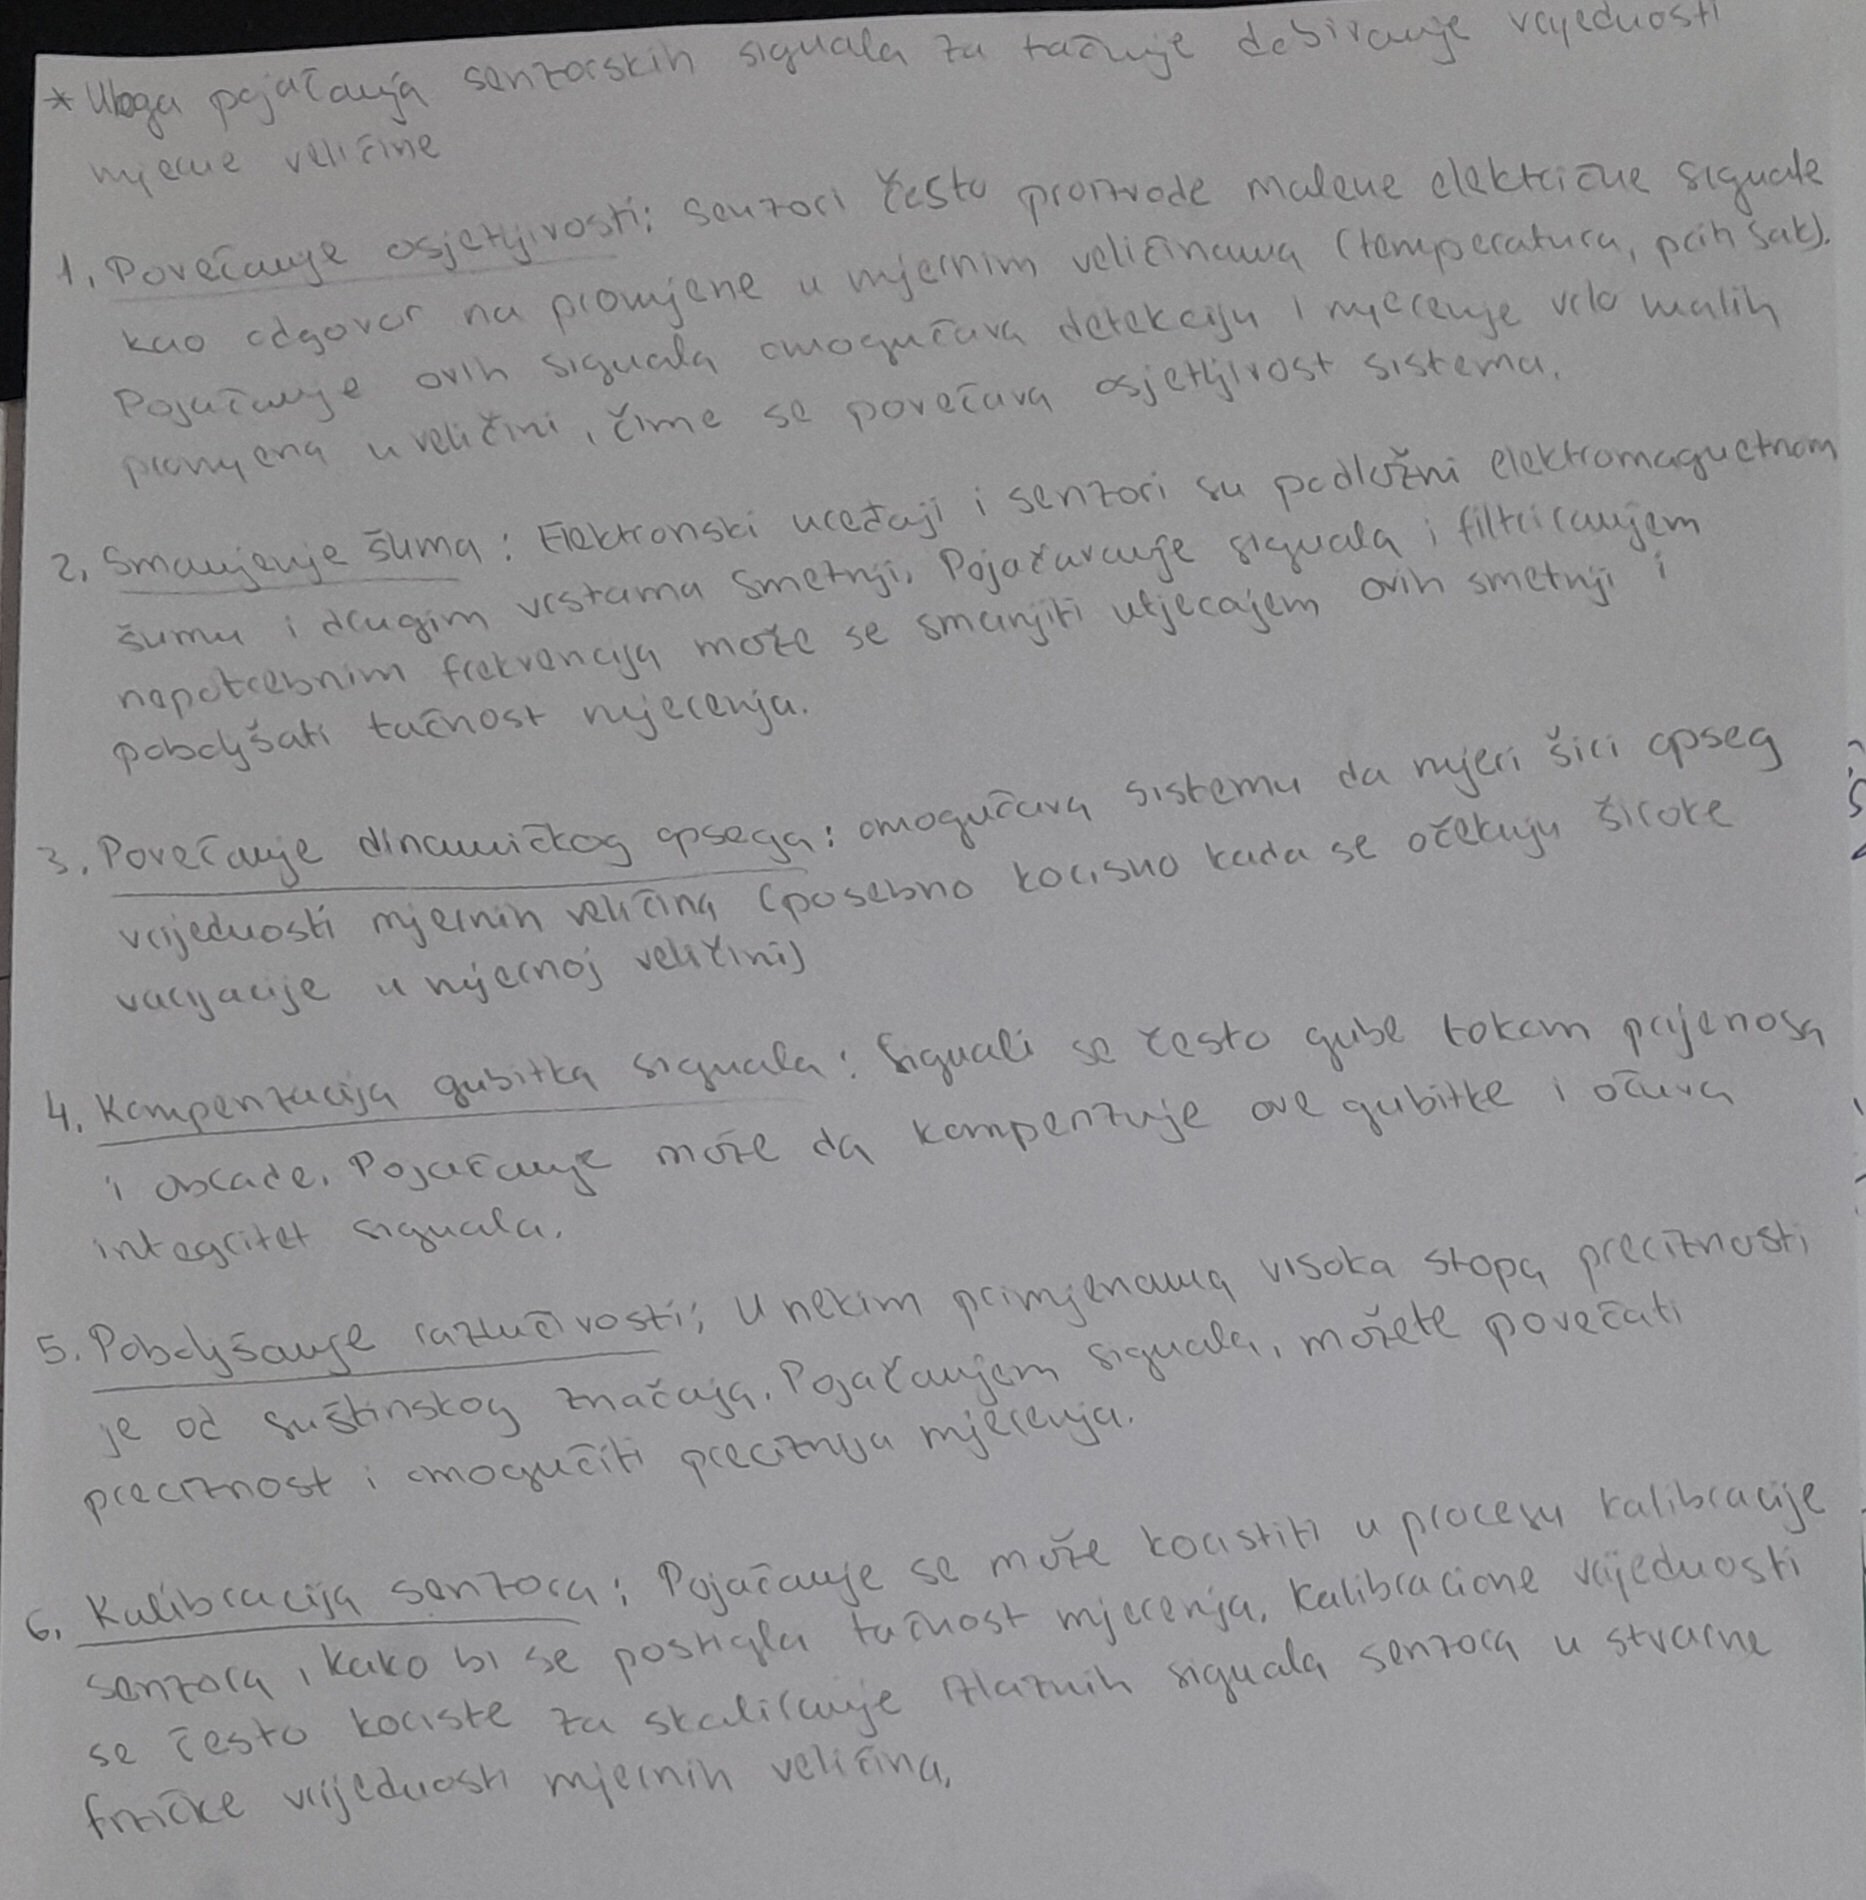 * Uloga pojačanja senzorskih signala za tačnije dobivanje vrijednosti
mjerne veličine
1. Povećanje osjetljivosti: Senzori često proizvode malene električne signale
kao odgovor na promjene u mjernim veličinama (temperatura, pritisak).
Pojačanje ovih signala omogućava detekciju i mjerenje vrlo malih
promjena u veličini, čime se povećava osjetljivost sistema.
2. Smanjenje šuma: Elektronski uređaji i senzori su podložni elektromagnetnom
šumu i drugim vrstama smetnji. Pojačavanje signala i filtriranjem
nepotrebnim frekvencija može se smanjiti utjecajem ovih smetnji i
poboljšati tačnost mjerenja.
3. Povećanje dinamičkog opsega: omogućava sistemu da mjeri širi opseg
vrijednosti mjernih veličina (posebno korisno kada se očekuju široke
varijacije u mjernoj veličini)
4. Kompenzacija gubitka signala: Signali se često gube tokom prijenosa
i obrade. Pojačanje može da kompenzuje ove gubitke i očuva
integritet signala.
5. Poboljšanje razlučivosti; U nekim primjenama visoka stopa preciznosti
je od suštinskog značaja. Pojačanjem signala, možete povećati
preciznost i omogućiti preciznija mjerenja.
6. Kalibracija senzora; Pojačanje se može koristiti u procesu kalibracije
senzora, kako bi se postigla tačnost mjerenja. Kalibracione vrijednosti
se često koriste za skaliranje izlaznih signala senzora u stvarne
fizičke vrijednosti mjernih veličina.